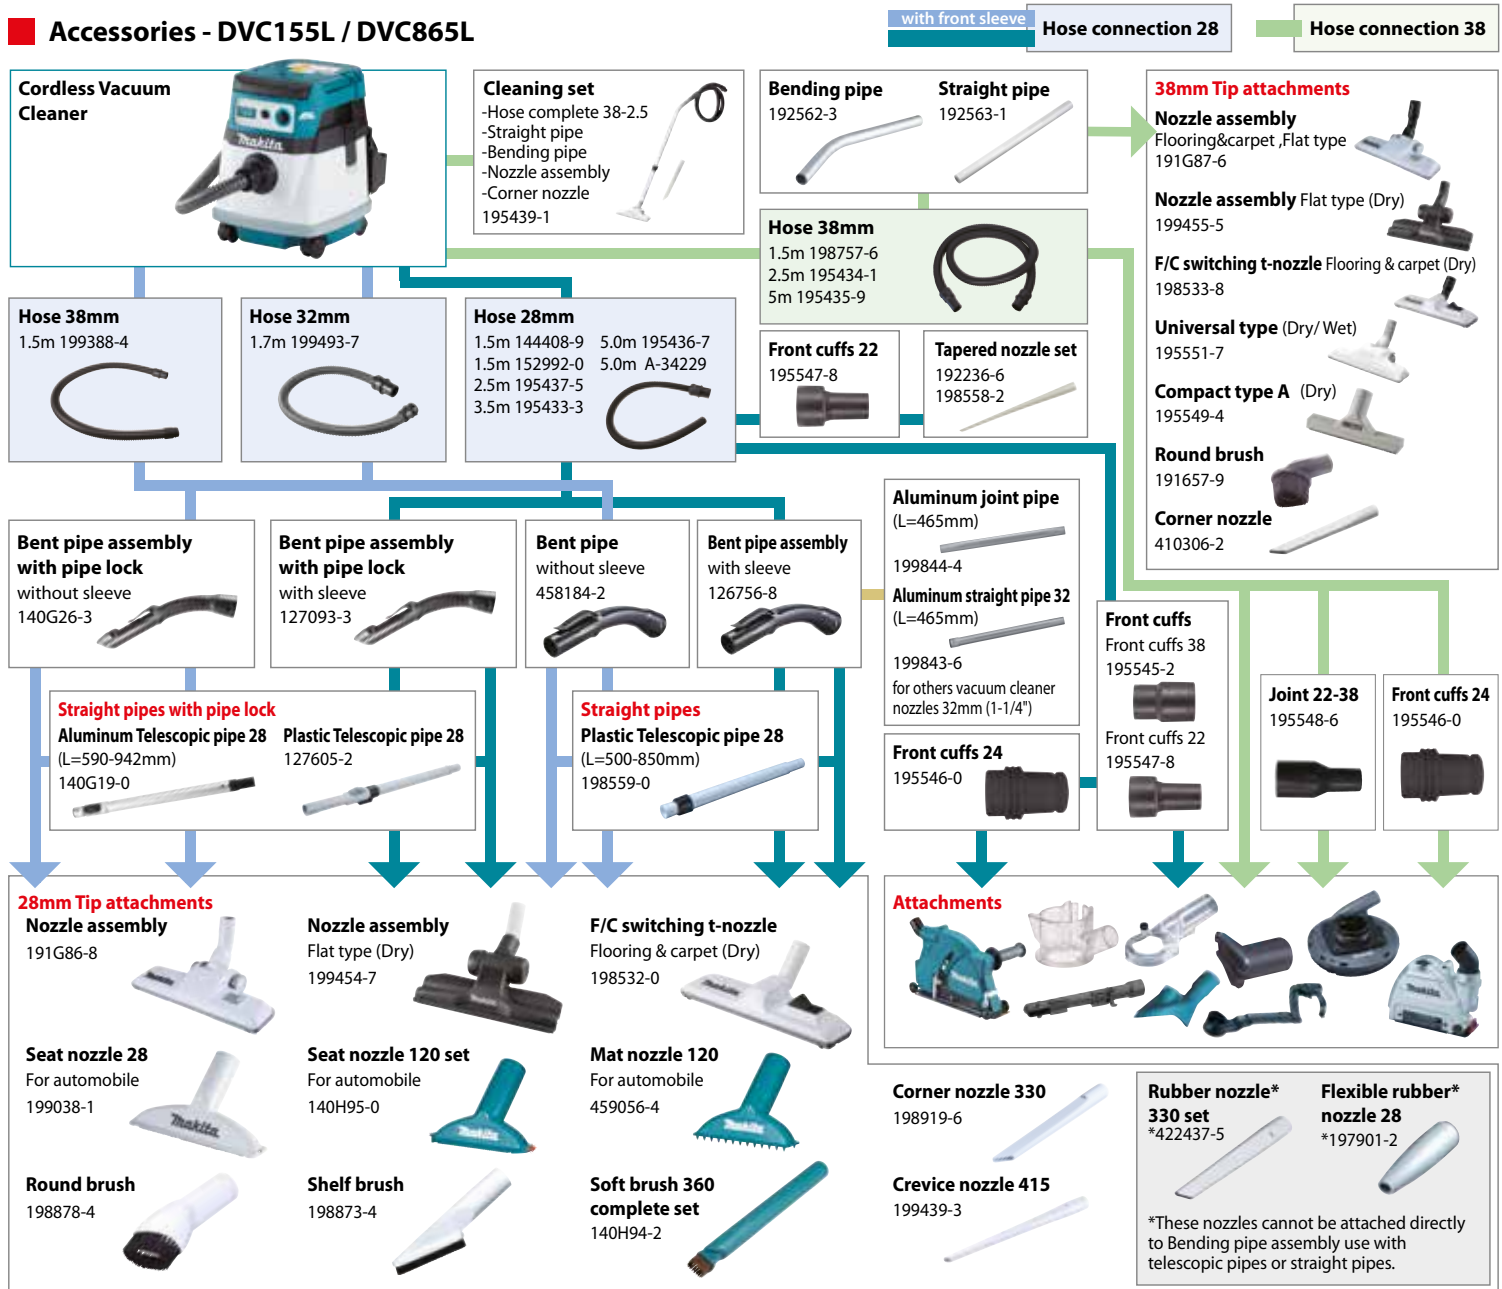 Accessories - DVC155L / DVC865L
with front sleeve
Hose connection 28
Hose connection 38
Cordless Vacuum
Cleaner
makita
Cleaning set
-Hose complete 38-2.5
-Straight pipe
-Bending pipe
-Nozzle assembly
-Corner nozzle
195439-1
Bending pipe
192562-3
Straight pipe
192563-1
38mm Tip attachments
Nozzle assembly
Flooring&carpet ,Flat type
191G87-6
Nozzle assembly Flat type (Dry)
199455-5
F/C switching t-nozzle Flooring & carpet (Dry)
198533-8
Universal type (Dry/ Wet)
195551-7
Compact type A (Dry)
195549-4
Round brush
191657-9
Corner nozzle
410306-2
Hose 38mm
1.5m 198757-6
2.5m 195434-1
5m 195435-9
Hose 38mm
1.5m 199388-4
Hose 32mm
1.7m 199493-7
Hose 28mm
1.5m 144408-9 5.0m 195436-7
1.5m 152992-0 5.0m A-34229
2.5m 195437-5
3.5m 195433-3
Front cuffs 22
195547-8
Tapered nozzle set
192236-6
198558-2
Bent pipe assembly
with pipe lock
without sleeve
140G26-3
Bent pipe assembly
with pipe lock
with sleeve
127093-3
Bent pipe
without sleeve
458184-2
Bent pipe assembly
with sleeve
126756-8
Aluminum joint pipe
(L=465mm)
199844-4
Aluminum straight pipe 32
(L=465mm)
199843-6
for others vacuum cleaner
nozzles 32mm (1-1/4")
Front cuffs
Front cuffs 38
195545-2
Front cuffs 22
195547-8
Joint 22-38
195548-6
Front cuffs 24
195546-0
Straight pipes with pipe lock
Aluminum Telescopic pipe 28
(L=590-942mm)
140G19-0
Plastic Telescopic pipe 28
127605-2
Straight pipes
Plastic Telescopic pipe 28
(L=500-850mm)
198559-0
Front cuffs 24
195546-0
28mm Tip attachments
Nozzle assembly
191G86-8
makita
Nozzle assembly
Flat type (Dry)
199454-7
makita
F/C switching t-nozzle
Flooring & carpet (Dry)
198532-0
makita
Attachments
makita
makita
Seat nozzle 28
For automobile
199038-1
makita
Seat nozzle 120 set
For automobile
140H95-0
makita
Mat nozzle 120
For automobile
459056-4
makita
Corner nozzle 330
198919-6
Rubber nozzle*
330 set
*422437-5
Flexible rubber*
nozzle 28
*197901-2
Round brush
198878-4
Shelf brush
198873-4
Soft brush 360
complete set
140H94-2
Crevice nozzle 415
199439-3
*These nozzles cannot be attached directly
to Bending pipe assembly use with
telescopic pipes or straight pipes.